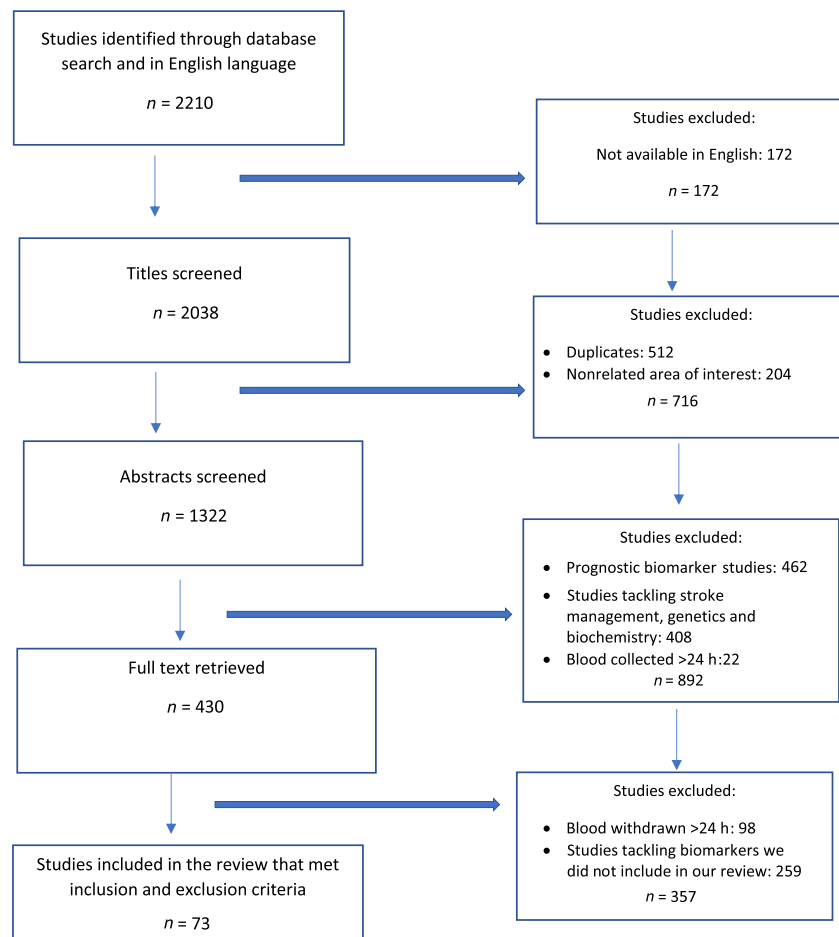 Studies identified through database
search and in English language
n = 2210
Studies excluded:
Not available in English: 172
n = 172
Titles screened
n = 2038
Studies excluded:
• Duplicates: 512
• Nonrelated area of interest: 204
n = 716
Abstracts screened
n = 1322
Studies excluded:
• Prognostic biomarker studies: 462
• Studies tackling stroke
management, genetics and
biochemistry: 408
• Blood collected >24 h:22
n = 892
Full text retrieved
n = 430
Studies excluded:
• Blood withdrawn >24 h: 98
• Studies tackling biomarkers we
did not include in our review: 259
n = 357
Studies included in the review that met
inclusion and exclusion criteria
n = 73